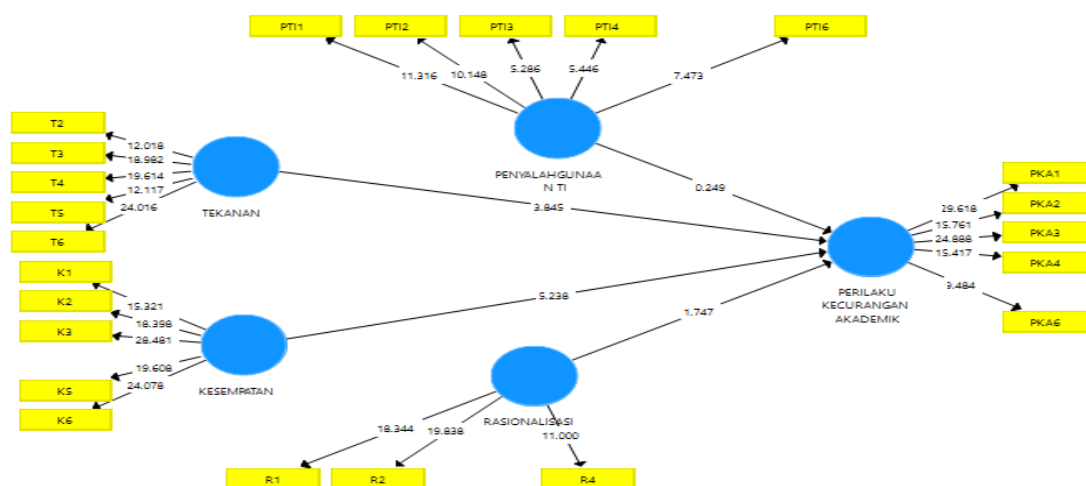 PTI1
PTI2
PTI3
PTI4
PTI6
11.316
10.148
5.286
5.446
7.473
T2
T3
T4
T5
T6
12.018
18.982
19.614
12.117
24.016
TEKANAN
PENYALAHGUNAA
N TI
3.845
0.249
K1
K2
K3
K5
K6
15.321
18.398
28.481
19.608
24.078
KESEMPATAN
5.238
1.747
RASIONALISASI
18.344
19.838
11.000
R1
R2
R4
PERILAKU
KECURANGAN
AKADEMIK
29.618
15.761
24.888
15.417
9.484
PKA1
PKA2
PKA3
PKA4
PKA6